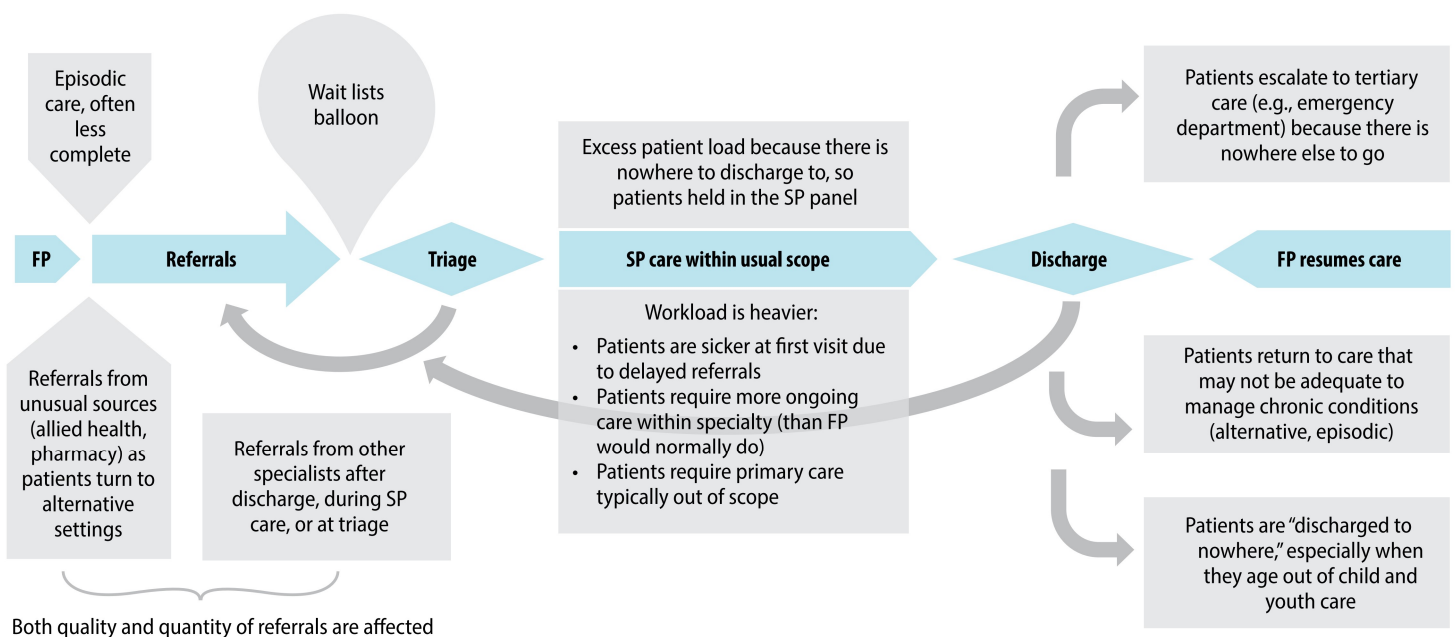 Episodic
care, often
less
complete
Wait lists
balloon
Excess patient load because there is
nowhere to discharge to, so
patients held in the SP panel
Patients escalate to tertiary
care (e.g., emergency
department) because there is
nowhere else to go
FP
Referrals
Triage
SP care within usual scope
Discharge
FP resumes care
Referrals from
unusual sources
(allied health,
pharmacy) as
patients turn to
alternative
settings
Referrals from other
specialists after
discharge, during SP
care, or at triage
Workload is heavier:
• Patients are sicker at first visit due
to delayed referrals
• Patients require more ongoing
care within specialty (than FP
would normally do)
• Patients require primary care
typically out of scope
Patients return to care that
may not be adequate to
manage chronic conditions
(alternative, episodic)
Patients are “discharged to
nowhere,” especially when
they age out of child and
youth care
Both quality and quantity of referrals are affected